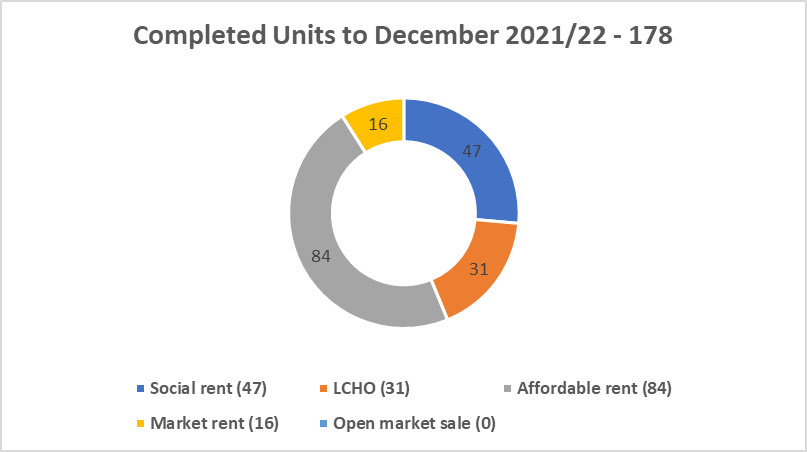 Completed Units to December 2021/22 - 178
16
47
84
31
Social rent (47)
LCHO (31)
Affordable rent (84)
Market rent (16)
Open market sale (0)